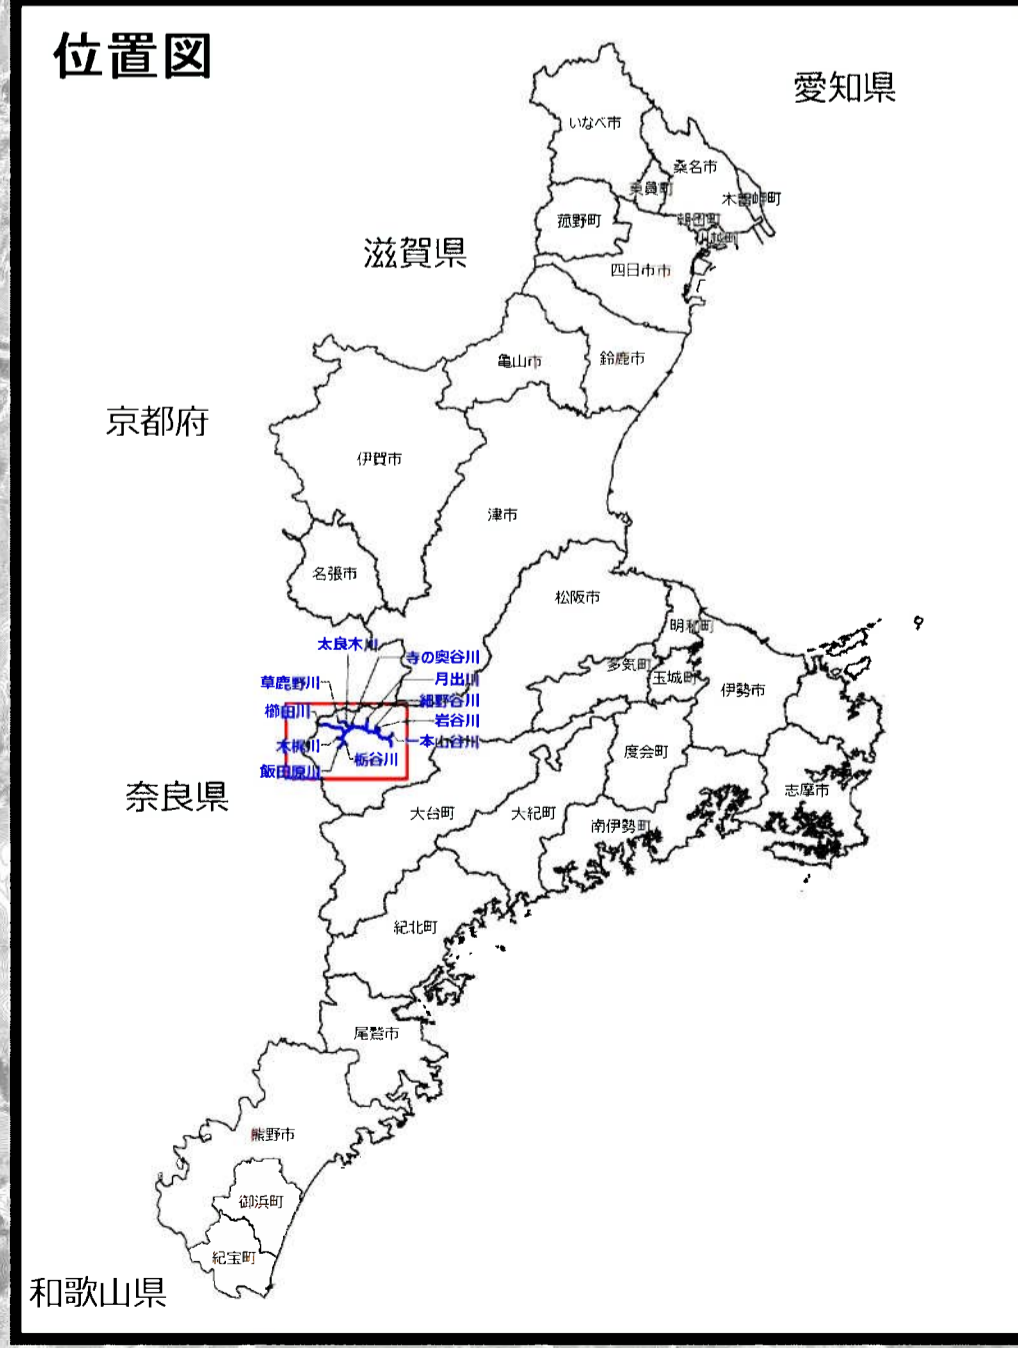 位置図
愛知県
いなべ市
桑名市
東員町
木曽岬町
菰野町
朝日町
川越町
滋賀県
四日市市
亀山市
鈴鹿市
京都府
伊賀市
津市
名張市
松阪市
明和町
太良木川
寺の奥谷川
多気町
月出川
玉城町
草鹿野川
伊勢市
細野谷川
櫛田川
岩谷川
一本山谷川
木梶川
度会町
栃谷川
飯田原川
奈良県
志摩市
大台町
大紀町
南伊勢町
紀北町
尾鷲市
熊野市
御浜町
紀宝町
和歌山県